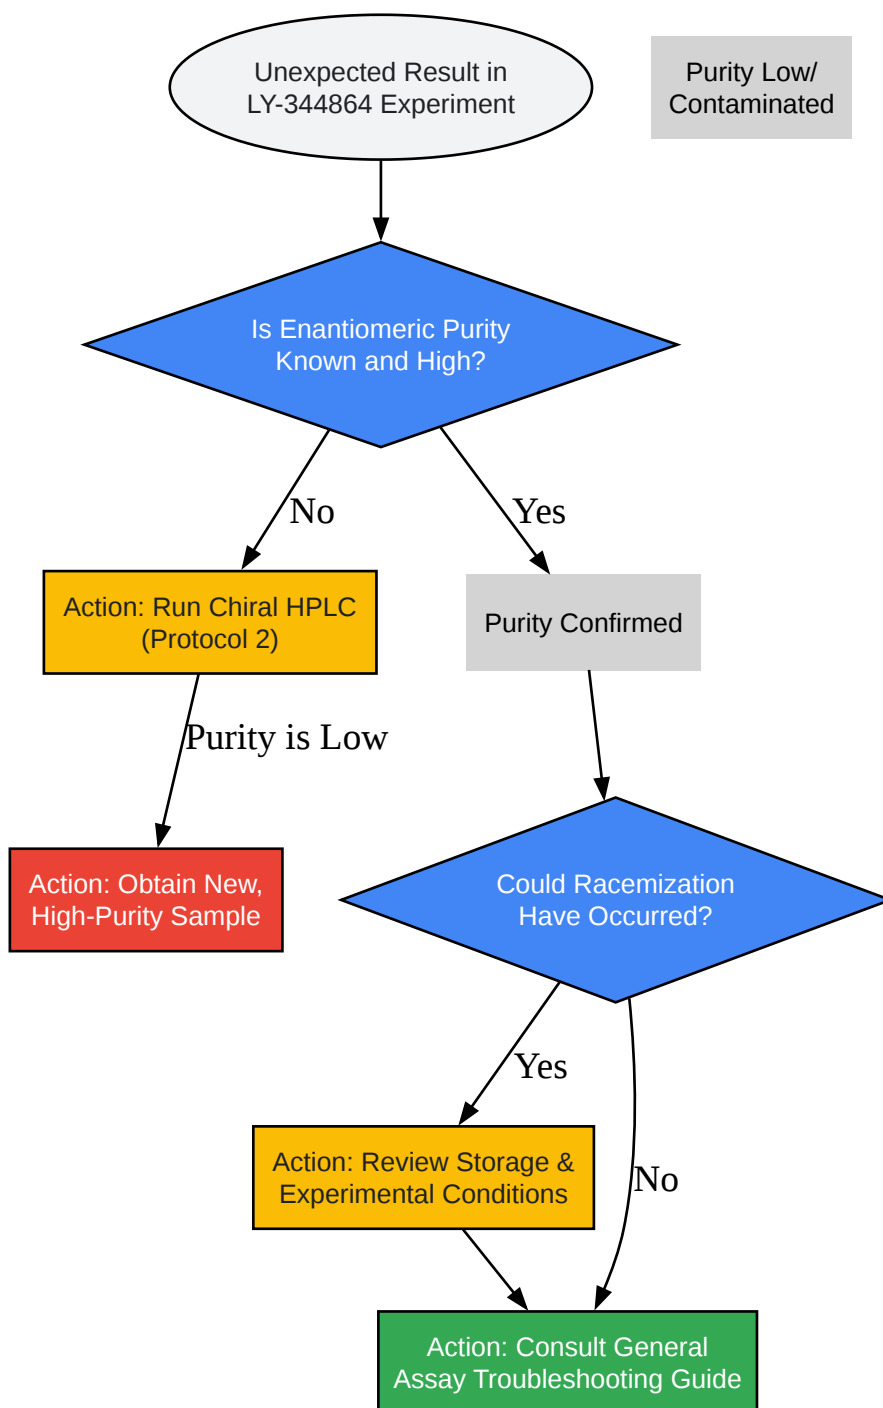 Unexpected Result in
LY-344864 Experiment
Purity Low/
Contaminated
Is Enantiomeric Purity
Known and High?
No
Yes
Action: Run Chiral HPLC
(Protocol 2)
Purity Confirmed
Purity is Low
Action: Obtain New,
High-Purity Sample
Could Racemization
Have Occurred?
Yes
No
Action: Review Storage &
Experimental Conditions
Action: Consult General
Assay Troubleshooting Guide